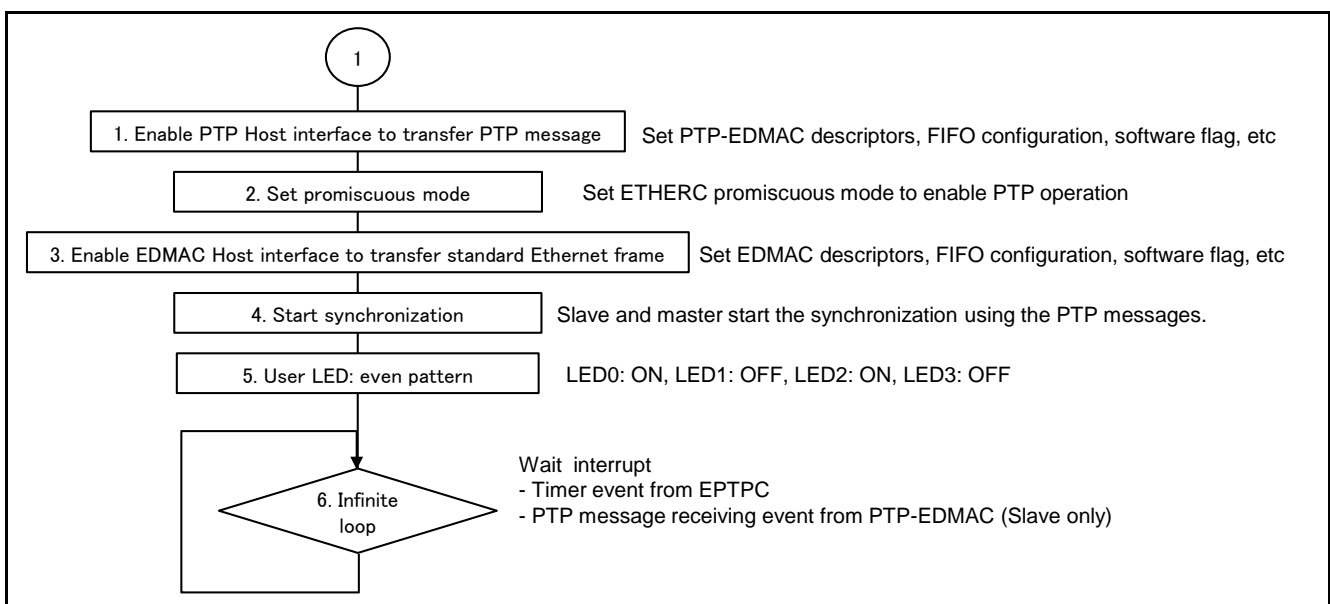 1
1. Enable PTP Host interface to transfer PTP message
Set PTP-EDMAC descriptors, FIFO configuration, software flag, etc
2. Set promiscuous mode
Set ETHERC promiscuous mode to enable PTP operation
3. Enable EDMAC Host interface to transfer standard Ethernet frame
Set EDMAC descriptors, FIFO configuration, software flag, etc
4. Start synchronization
Slave and master start the synchronization using the PTP messages.
5. User LED: even pattern
LED0: ON, LED1: OFF, LED2: ON, LED3: OFF
6. Infinite
loop
Wait interrupt
- Timer event from EPTPC
- PTP message receiving event from PTP-EDMAC (Slave only)